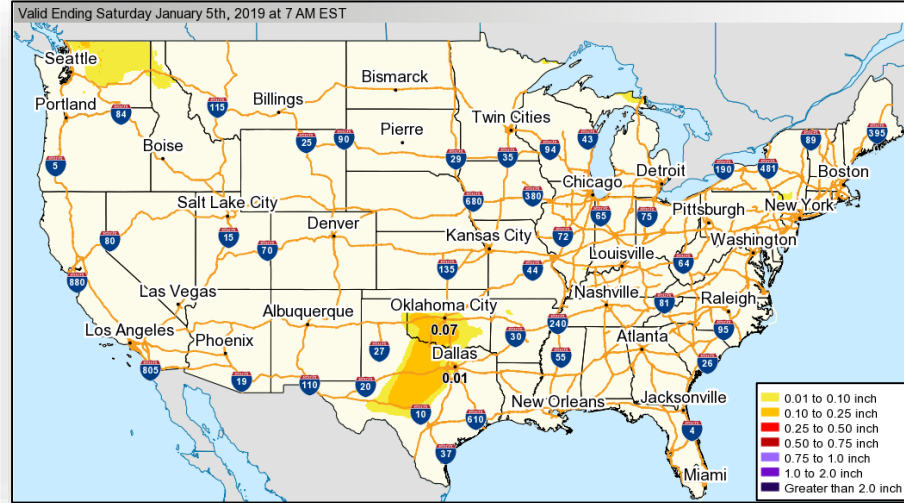 Valid Ending Saturday January 5th, 2019 at 7 AM EST
Seattle
Portland
84
115
Billings
Bismarck
Twin Cities
43
89
395
5
Boise
25
90
Pierre
29
35
94
Chicago
Detroit
190
481
Boston
Salt Lake City
680
380
65
75
Pittsburgh
New York
80
15
70
Denver
Kansas City
72
Louisville
64
Washington
880
Las Vegas
135
44
Nashville
81
Raleigh
Albuquerque
Oklahoma City
0.07
240
95
Los Angeles
Phoenix
27
Dallas
30
55
Atlanta
26
805
19
110
20
0.01
10
610
New Orleans
Jacksonville
37
4
Miami
0.01 to 0.10 inch
0.10 to 0.25 inch
0.25 to 0.50 inch
0.50 to 0.75 inch
0.75 to 1.0 inch
1.0 to 2.0 inch
Greater than 2.0 inch